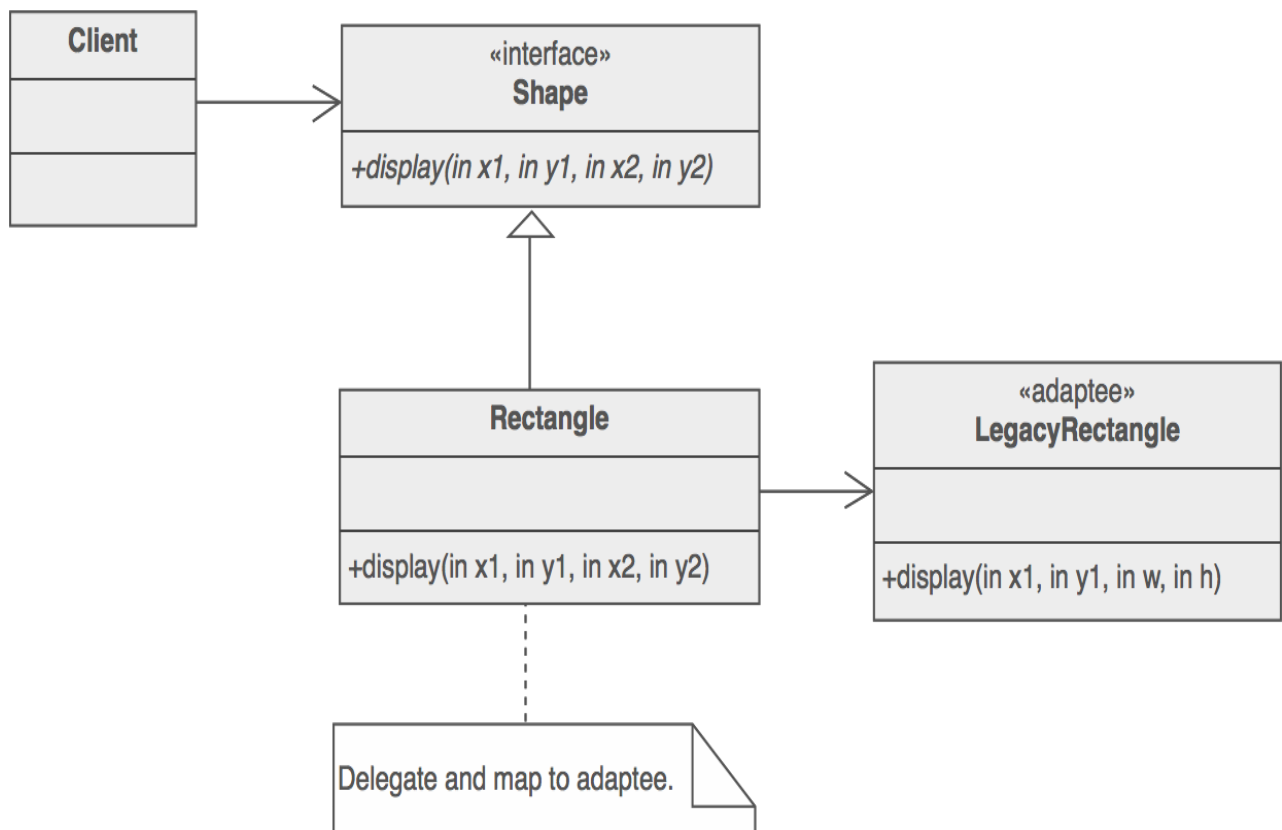 Client
«interface»
Shape
+display(in x1, in y1, in x2, in y2)
Rectangle
+display(in x1, in y1, in x2, in y2)
«adaptee»
LegacyRectangle
+display(in x1, in y1, in w, in h)
Delegate and map to adaptee.